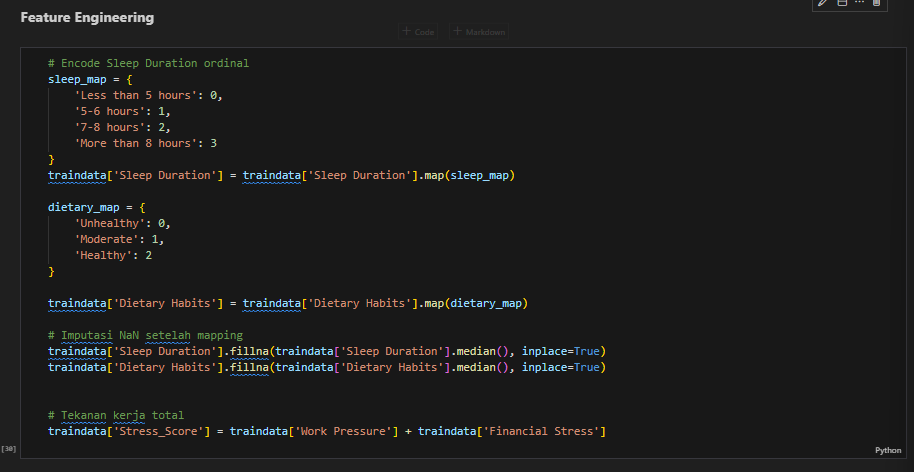 Feature Engineering
+ Code + Markdown
# Encode Sleep Duration ordinal
sleep_map = {
    'Less than 5 hours': 0,
    '5-6 hours': 1,
    '7-8 hours': 2,
    'More than 8 hours': 3
}
traindata['Sleep Duration'] = traindata['Sleep Duration'].map(sleep_map)
dietary_map = {
    'Unhealthy': 0,
    'Moderate': 1,
    'Healthy': 2
}
traindata['Dietary Habits'] = traindata['Dietary Habits'].map(dietary_map)
# Imputasi NaN setelah mapping
traindata['Sleep Duration'].fillna(traindata['Sleep Duration'].median(), inplace=True)
traindata['Dietary Habits'].fillna(traindata['Dietary Habits'].median(), inplace=True)
# Tekanan kerja total
traindata['Stress_Score'] = traindata['Work Pressure'] + traindata['Financial Stress']
[30]
Python